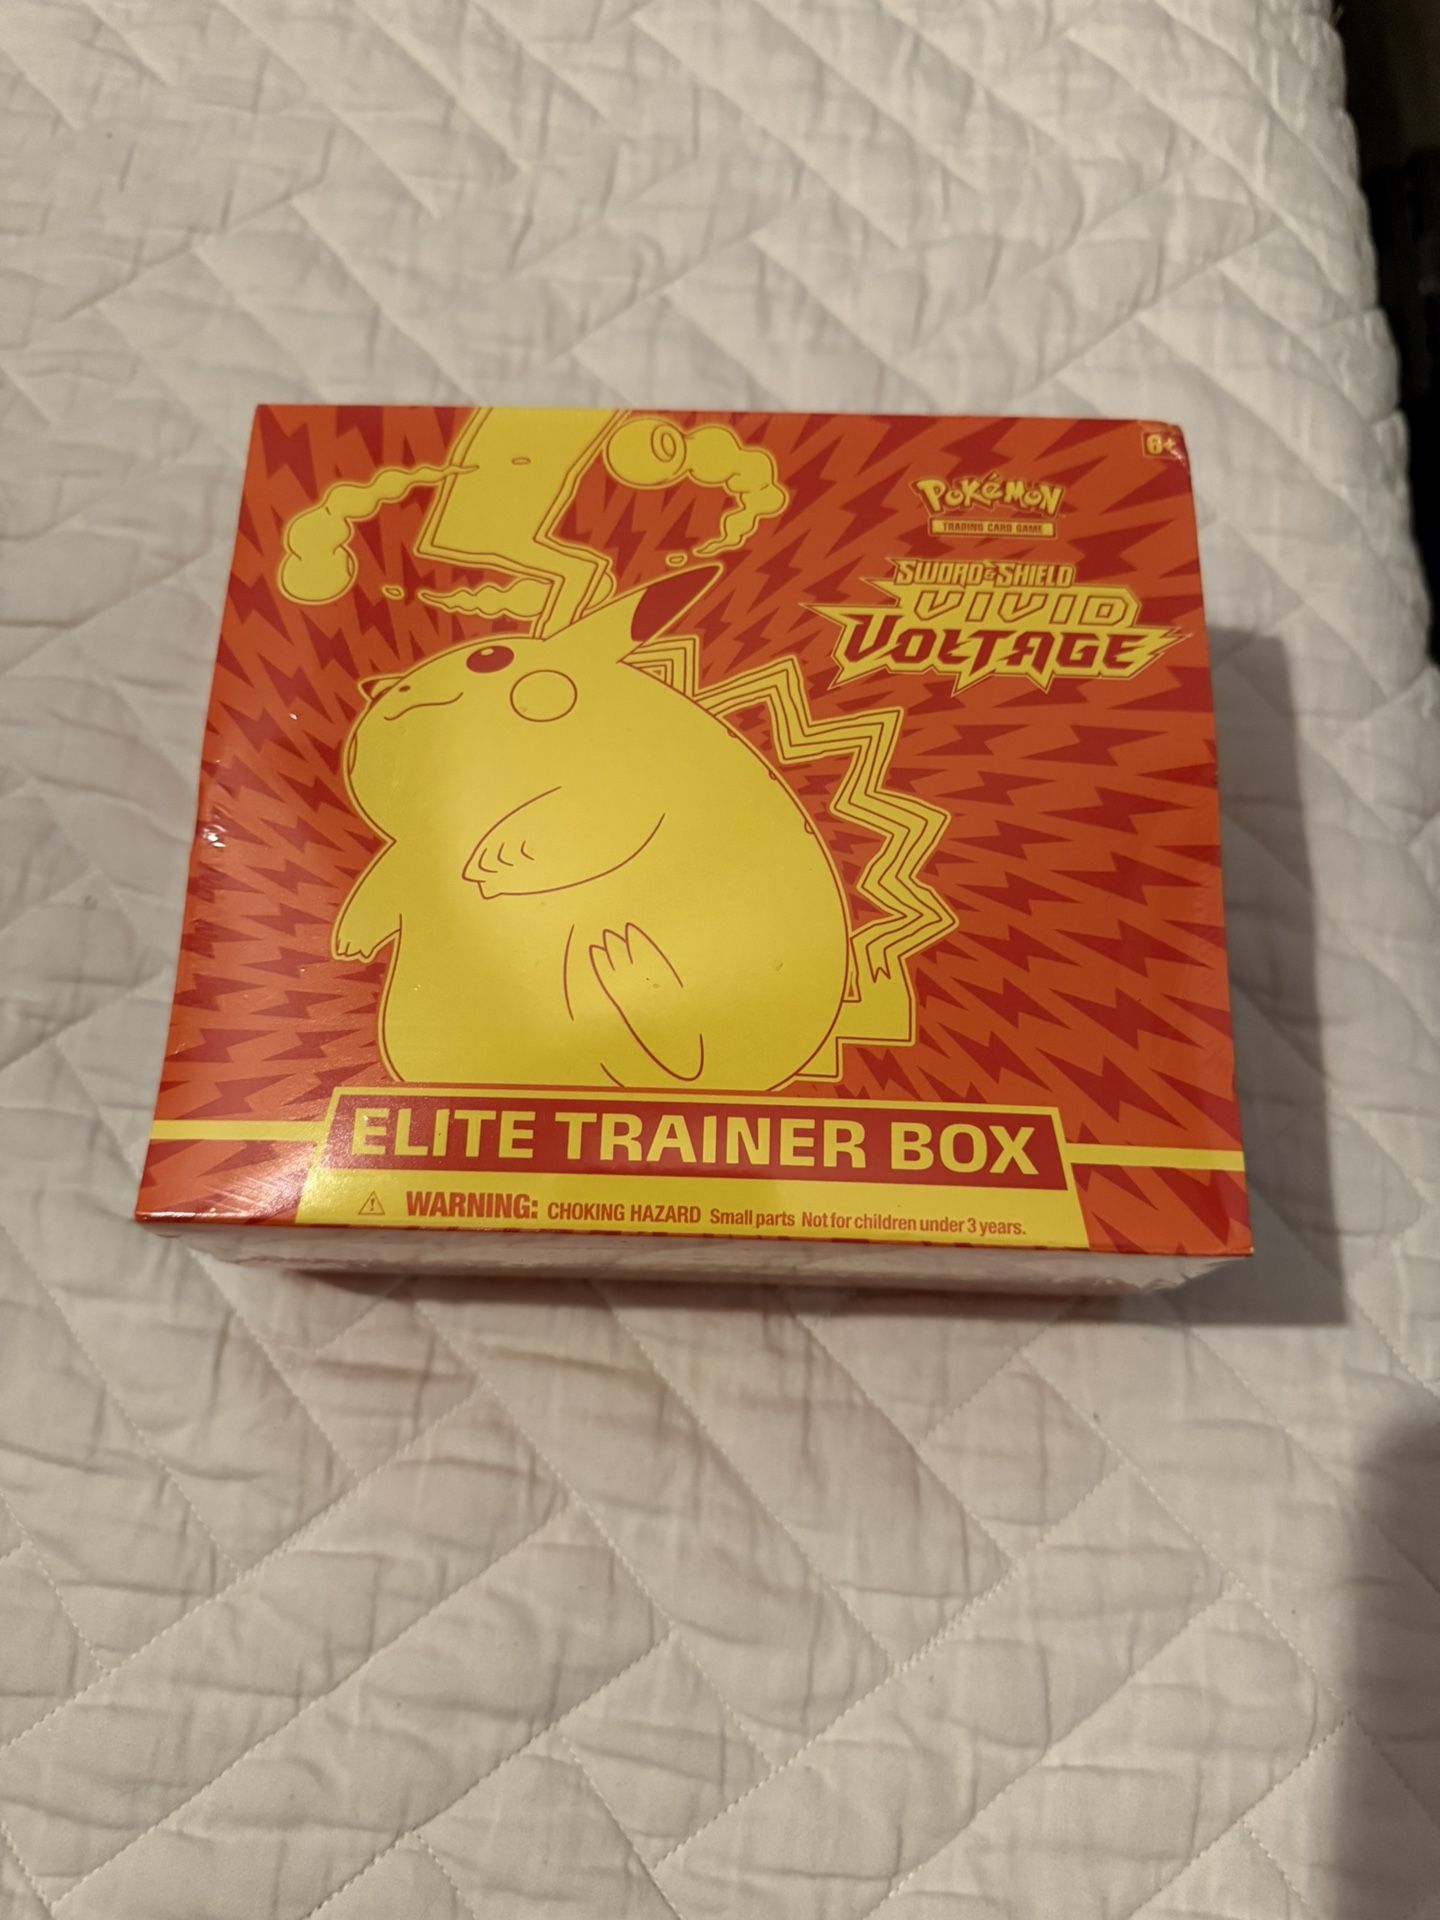 6+
POKéMON
TRADING CARD GAME
SWORD & SHIELD
VIVID
VOLTAGE
ELITE TRAINER BOX
WARNING: CHOKING HAZARD Small parts Not for children under 3 years.